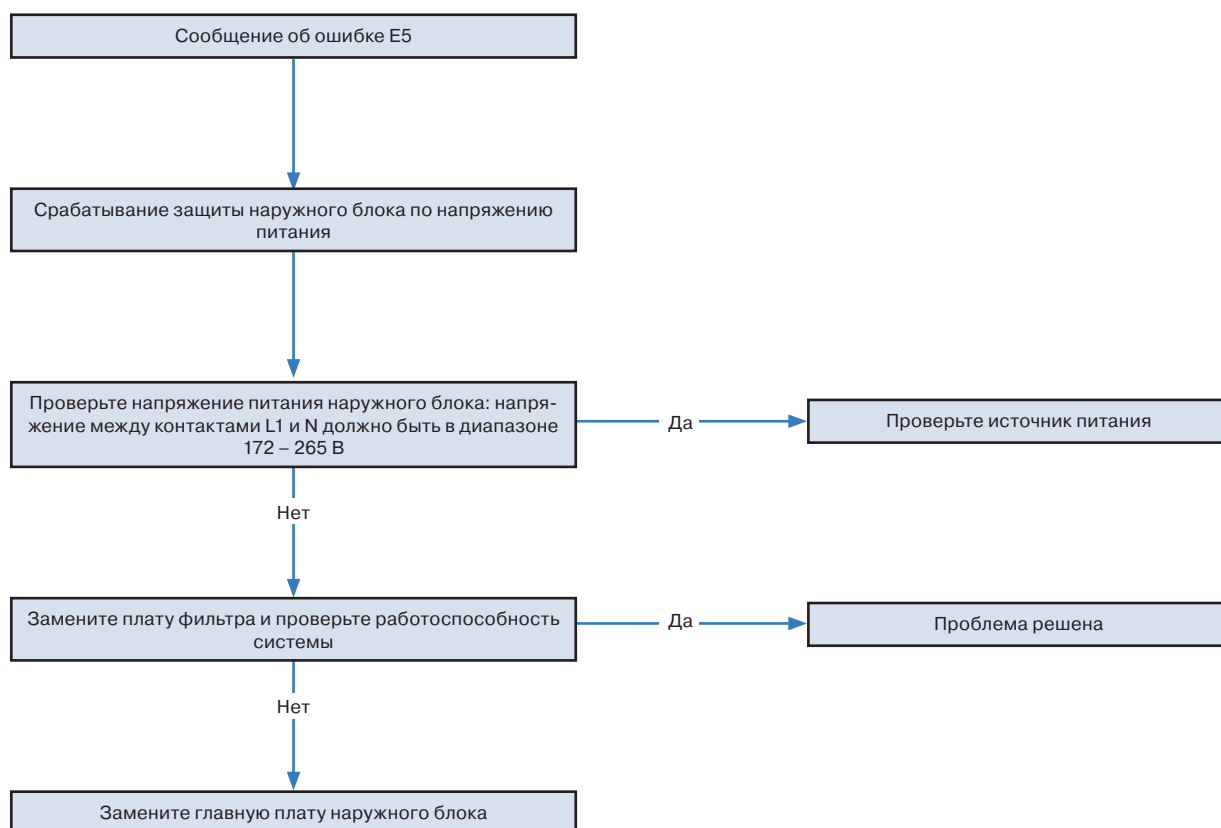 Сообщение об ошибке E5
Срабатывание защиты наружного блока по напряжению
питания
Проверьте напряжение питания наружного блока: напря-
жение между контактами L1 и N должно быть в диапазоне
172 – 265 В
Да
Проверьте источник питания
Нет
Замените плату фильтра и проверьте работоспособность
системы
Да
Проблема решена
Нет
Замените главную плату наружного блока